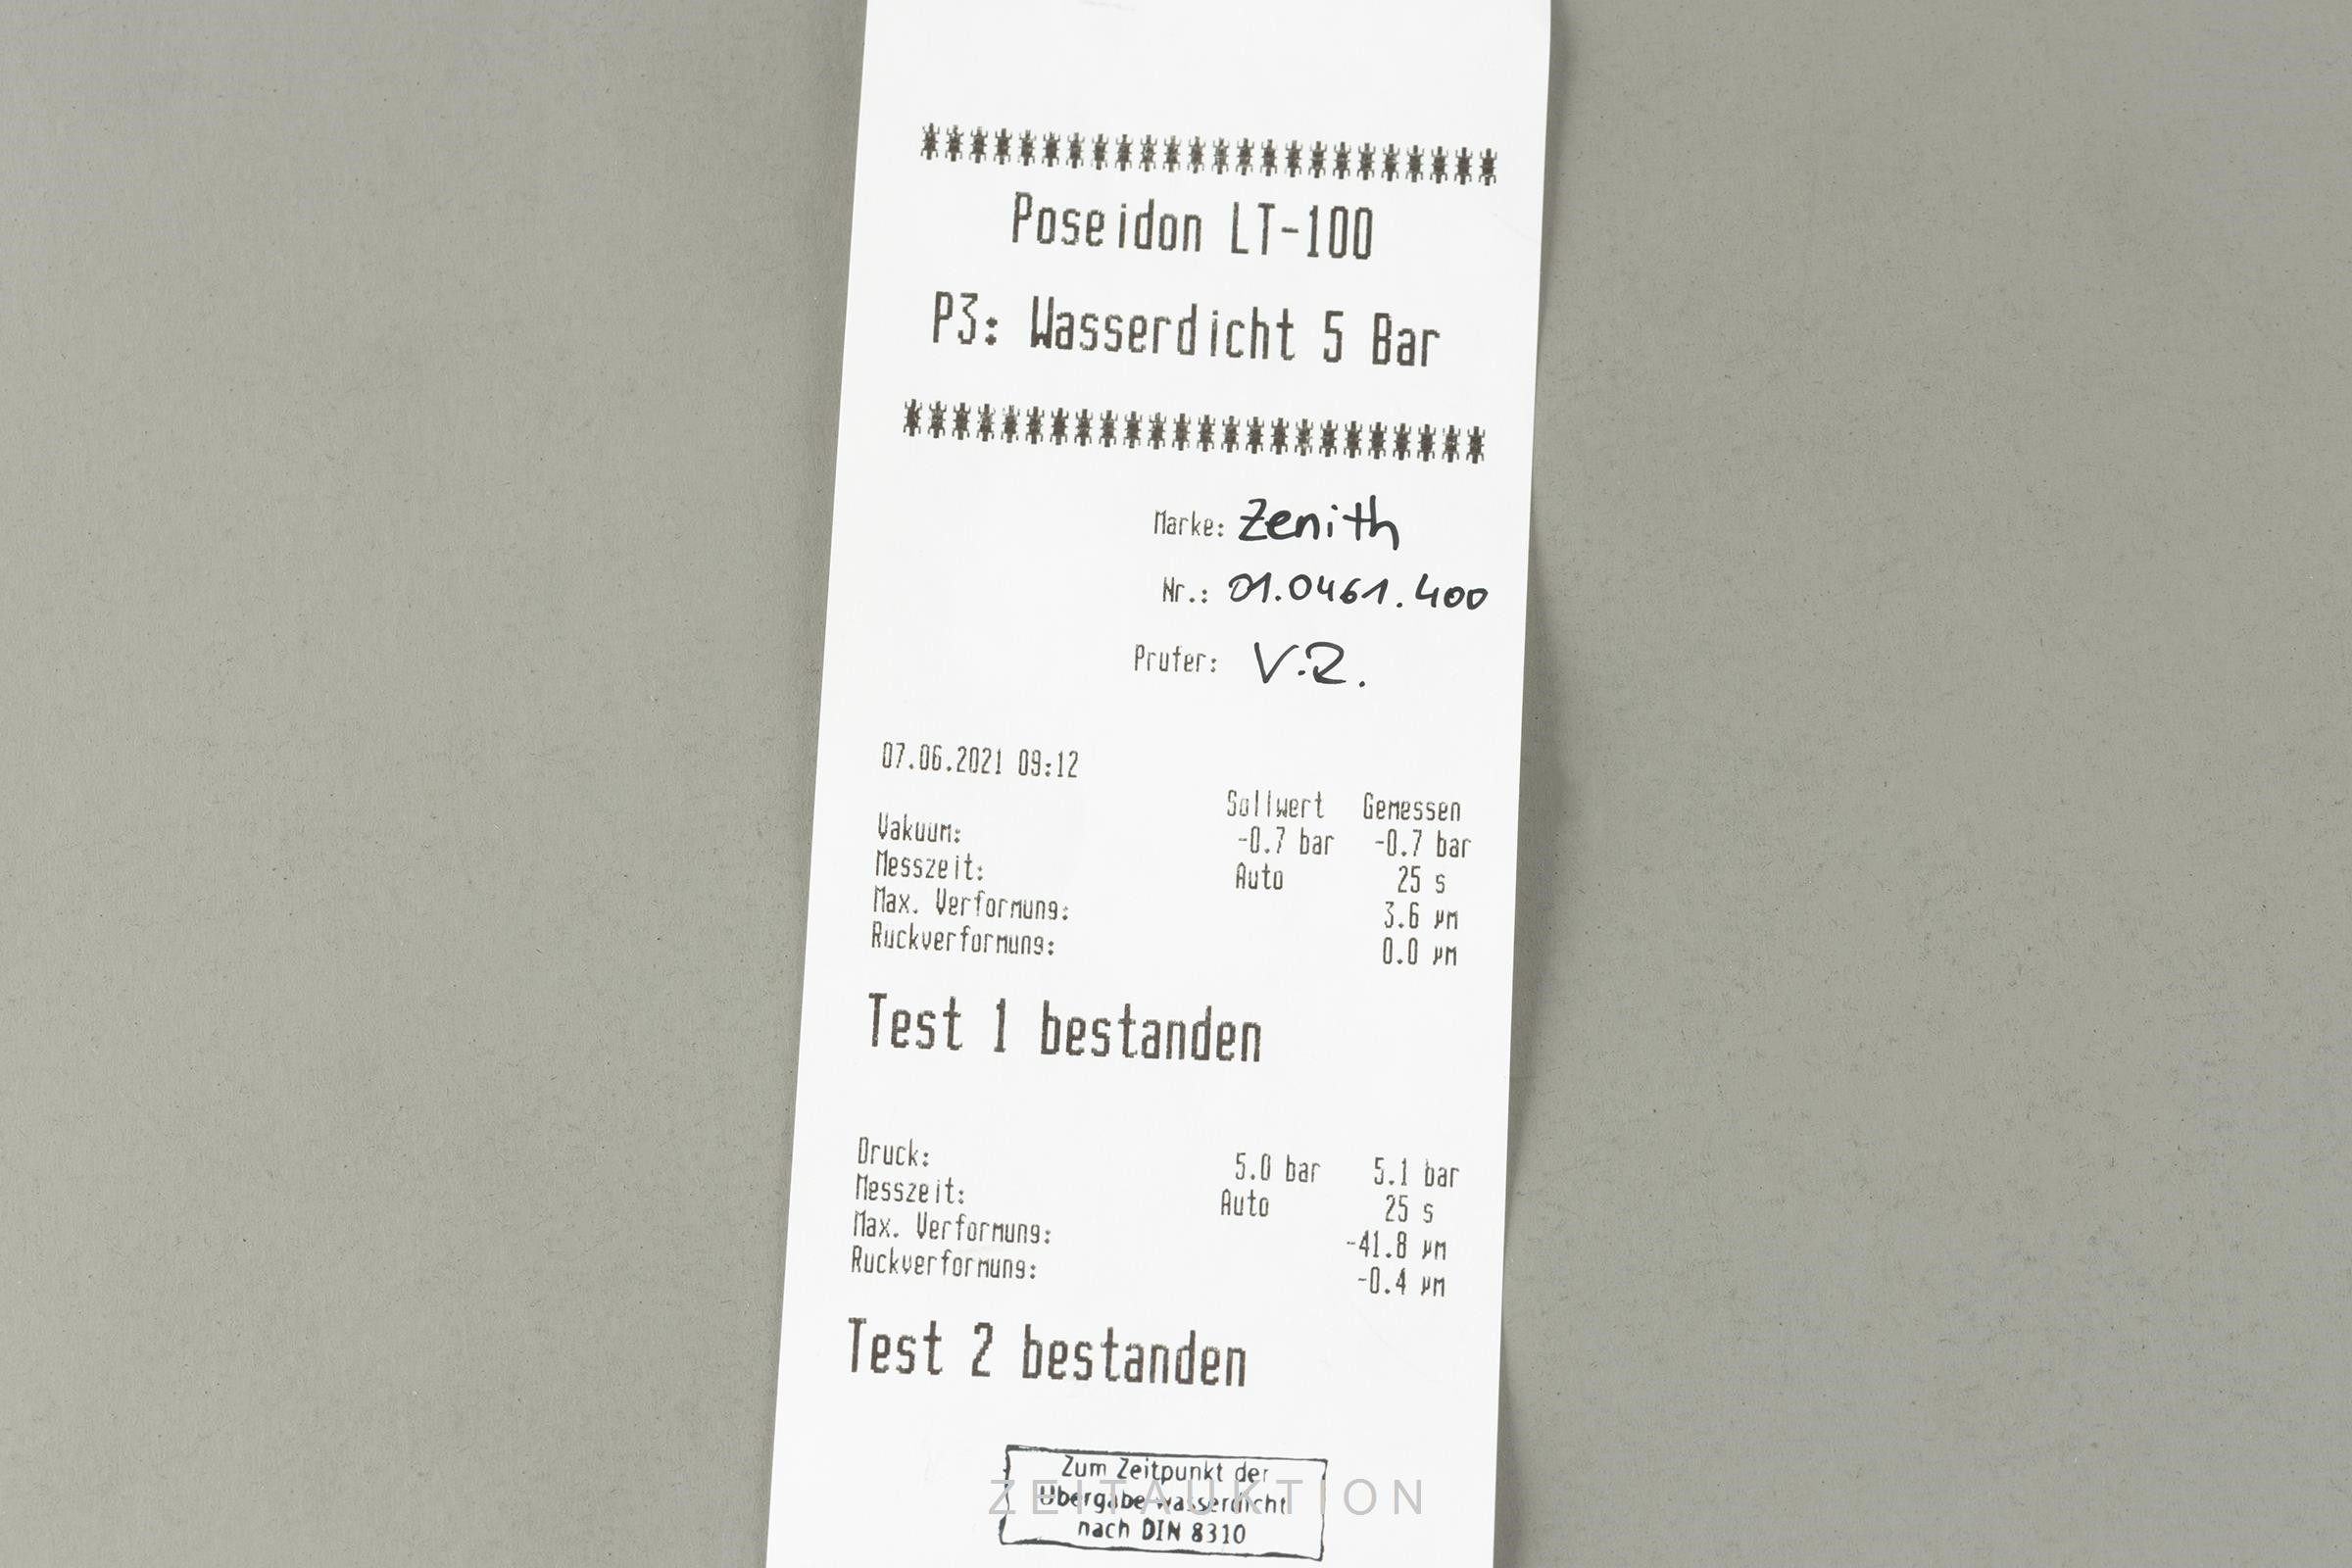 ************************
Poseidon LT-100
P3: Wasserdicht 5 Bar
************************
Marke: Zenith
Nr.: 01.0461.400
Prüfer: V.R.
07.06.2021 09:12
Sollwert Gemessen
Vakuum: -0.7 bar -0.7 bar
Messzeit: Auto 25 s
Max. Verformung: 3.6 µm
Rückverformung: 0.0 µm
Test 1 bestanden
Druck: 5.0 bar 5.1 bar
Messzeit: Auto 25 s
Max. Verformung: -41.8 µm
Rückverformung: -0.4 µm
Test 2 bestanden
Zum Zeitpunkt der
Übergabe wasserdicht
nach DIN 8310
ZEITAUKTION